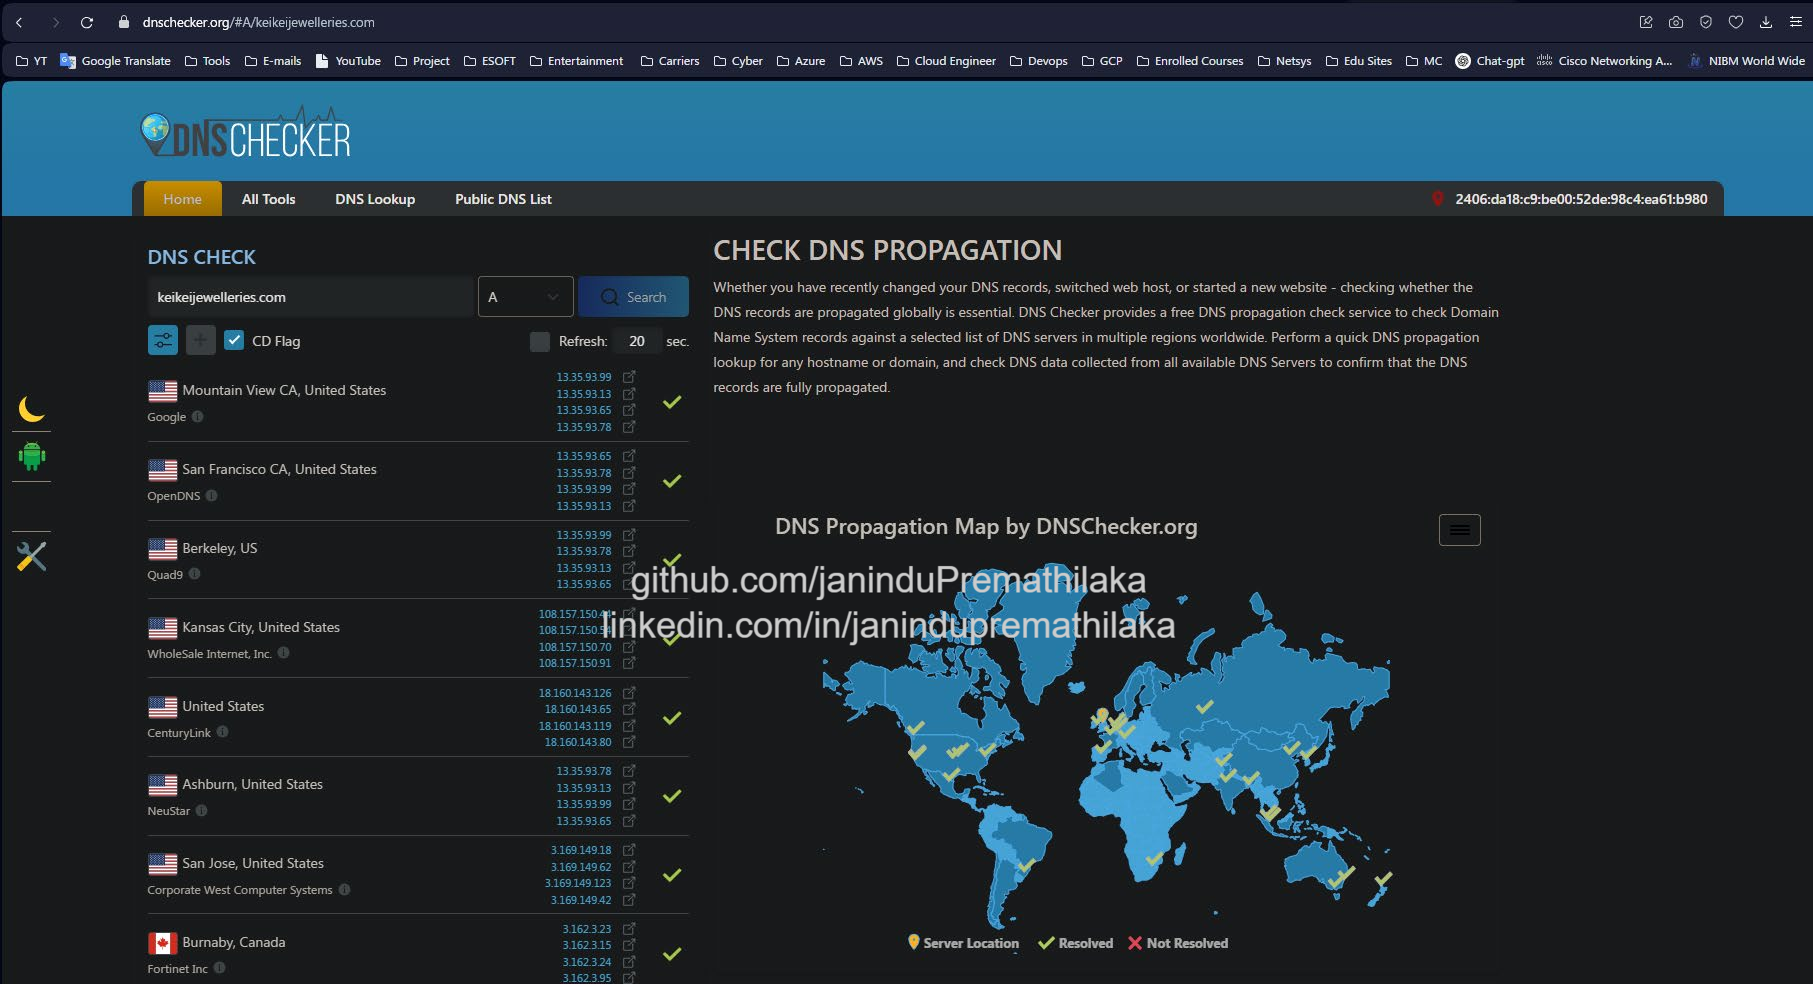 dnschecker.org/#A/keikeijewelleries.com
YT Google Translate Tools E-mails YouTube Project ESOFT Entertainment Carriers Cyber Azure AWS Cloud Engineer Devops GCP Enrolled Courses Netsys Edu Sites MC Chat-gpt Cisco Networking A... NIBM World Wide
DNSCHECKER
Home All Tools DNS Lookup Public DNS List 2406:da18:c9:be00:52de:98c4:ea61:b980
DNS CHECK
keikeijewelleries.com A Search
CD Flag Refresh: 20 sec.
Mountain View CA, United States
Google
13.35.93.99
13.35.93.13
13.35.93.65
13.35.93.78
San Francisco CA, United States
OpenDNS
13.35.93.65
13.35.93.78
13.35.93.99
13.35.93.13
Berkeley, US
Quad9
13.35.93.99
13.35.93.78
13.35.93.13
13.35.93.65
Kansas City, United States
WholeSale Internet, Inc.
108.157.150.70
108.157.150.91
United States
CenturyLink
18.160.143.126
18.160.143.65
18.160.143.119
18.160.143.80
Ashburn, United States
NeuStar
13.35.93.78
13.35.93.13
13.35.93.99
13.35.93.65
San Jose, United States
Corporate West Computer Systems
3.169.149.18
3.169.149.62
3.169.149.123
3.169.149.42
Burnaby, Canada
Fortinet Inc
3.162.3.23
3.162.3.15
3.162.3.24
3.162.3.95
CHECK DNS PROPAGATION
Whether you have recently changed your DNS records, switched web host, or started a new website - checking whether the
DNS records are propagated globally is essential. DNS Checker provides a free DNS propagation check service to check Domain
Name System records against a selected list of DNS servers in multiple regions worldwide. Perform a quick DNS propagation
lookup for any hostname or domain, and check DNS data collected from all available DNS Servers to confirm that the DNS
records are fully propagated.
DNS Propagation Map by DNSChecker.org
github.com/janinduPremathilaka
linkedin.com/in/janindupremathilaka
Server Location Resolved Not Resolved